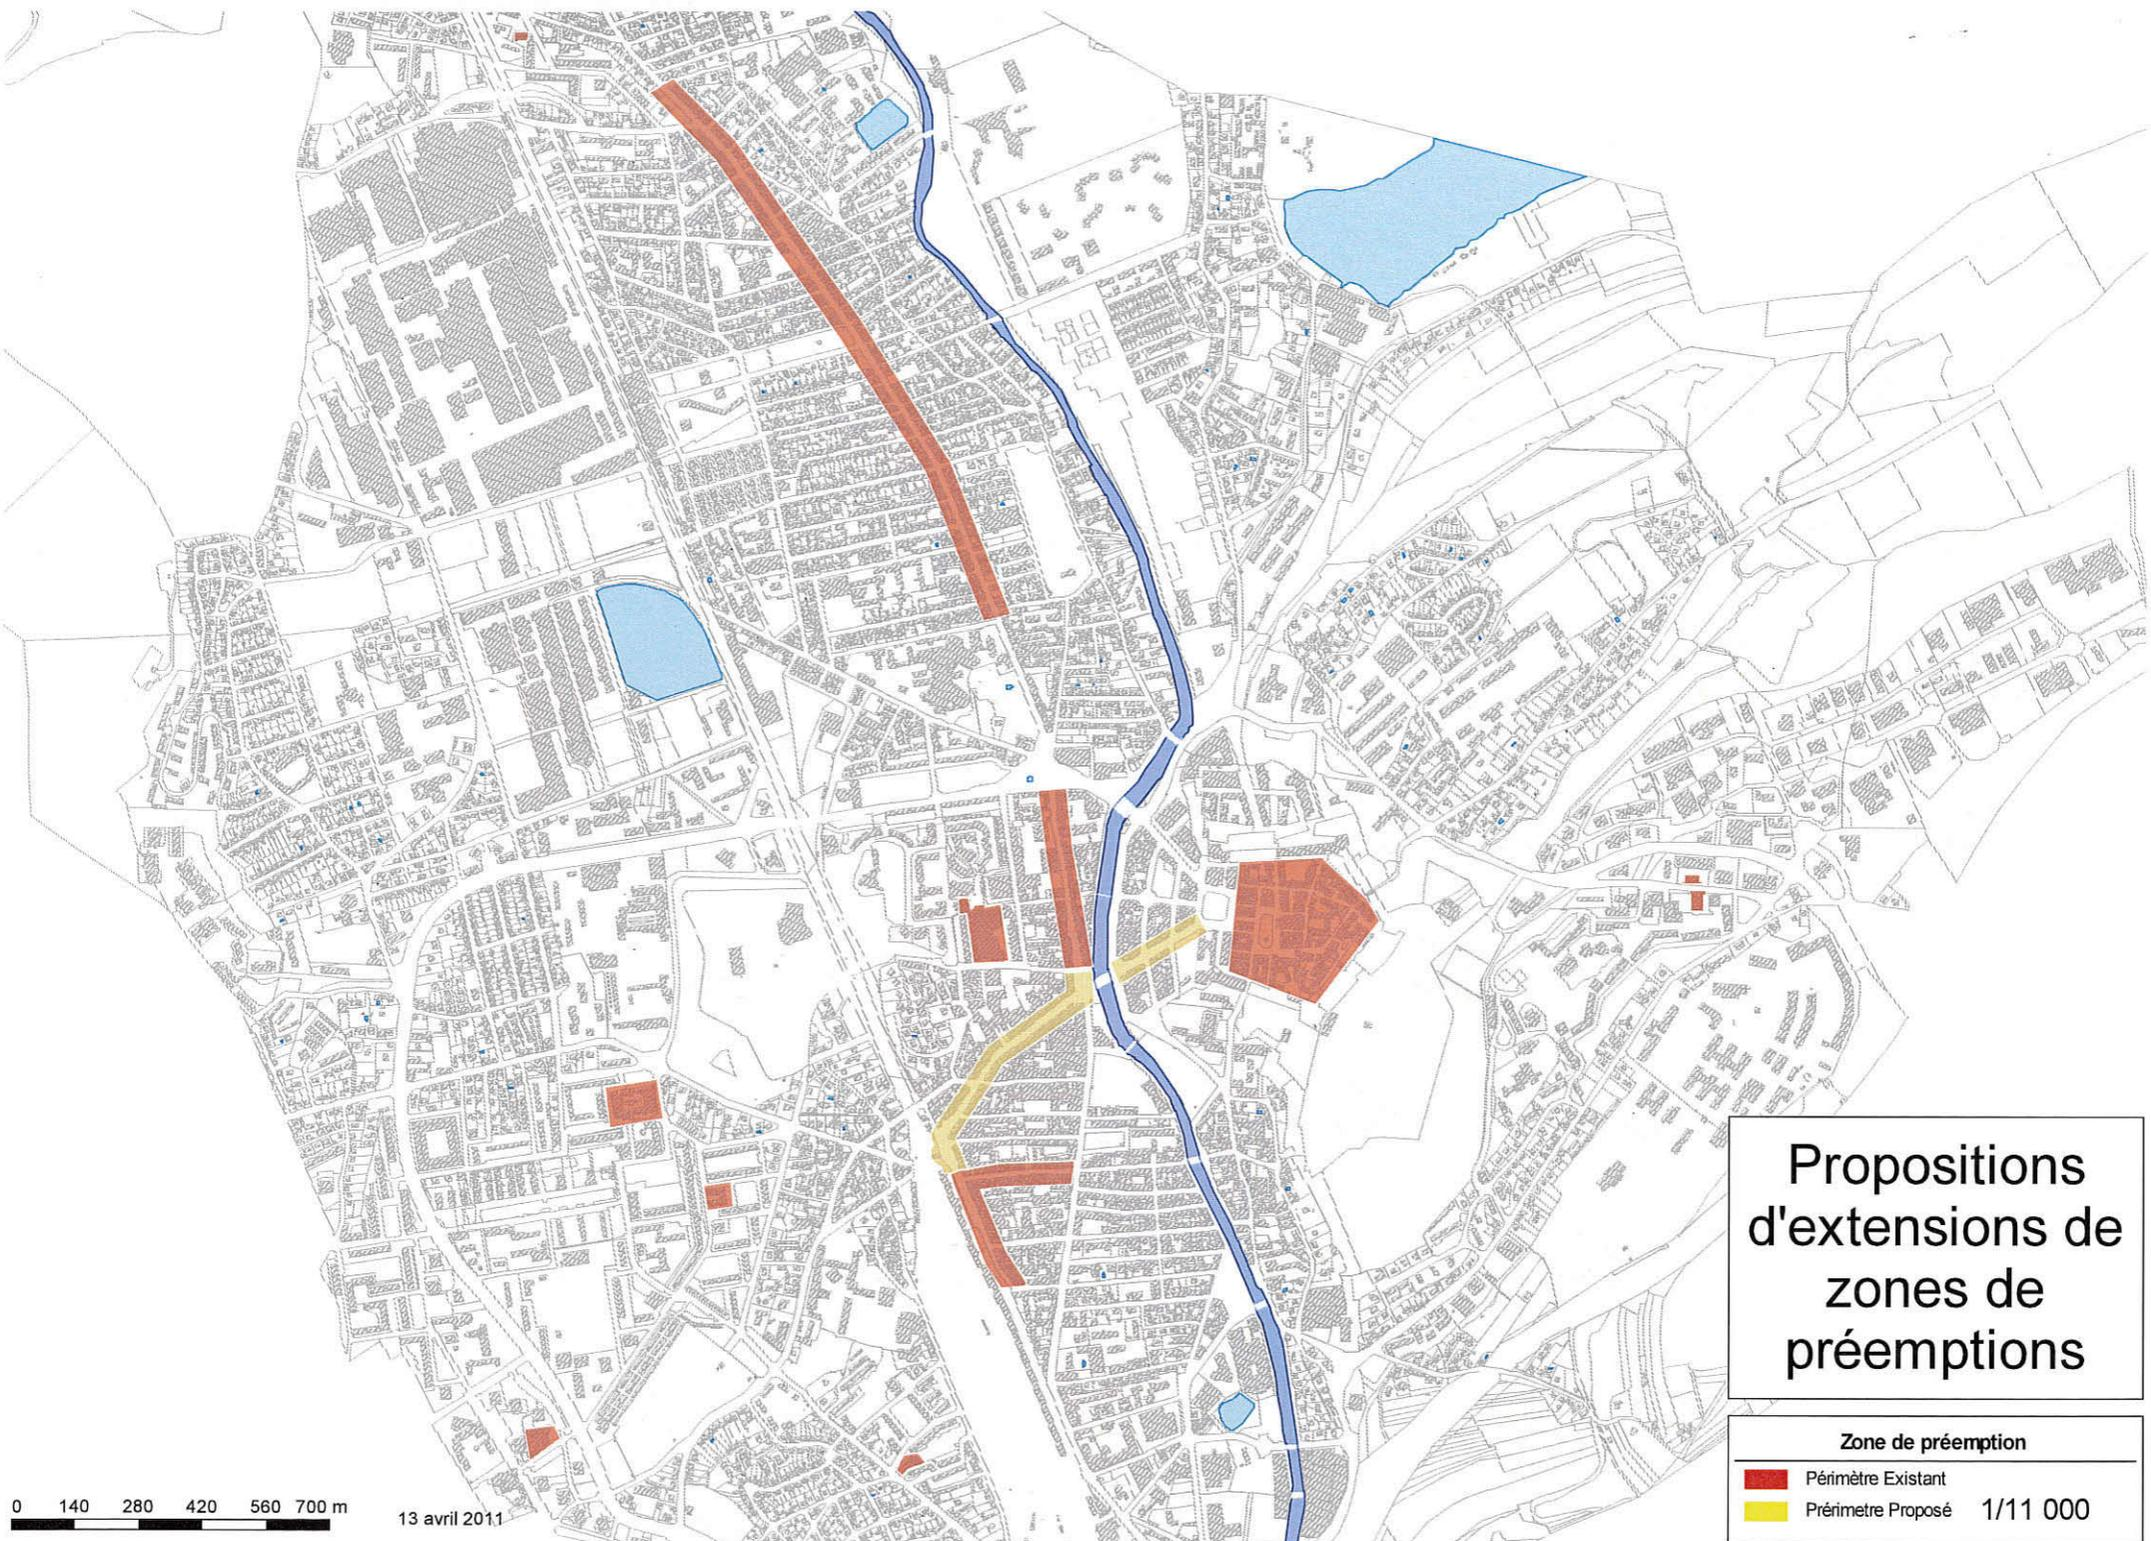 Propositions
d'extensions de
zones de
préemptions
Zone de préemption
Périmètre Existant
Prérimetre Proposé 1/11 000
0 140 280 420 560 700 m
13 avril 2011